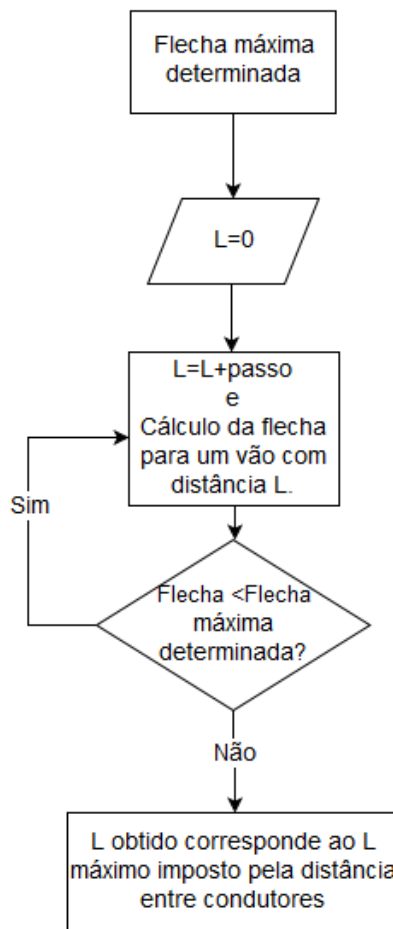 Flecha máxima
determinada
L=0
L=L+passo
e
Cálculo da flecha
para um vão com
distância L.
Sim
Flecha <Flecha
máxima
determinada?
Não
L obtido corresponde ao L
máximo imposto pela distância
entre condutores